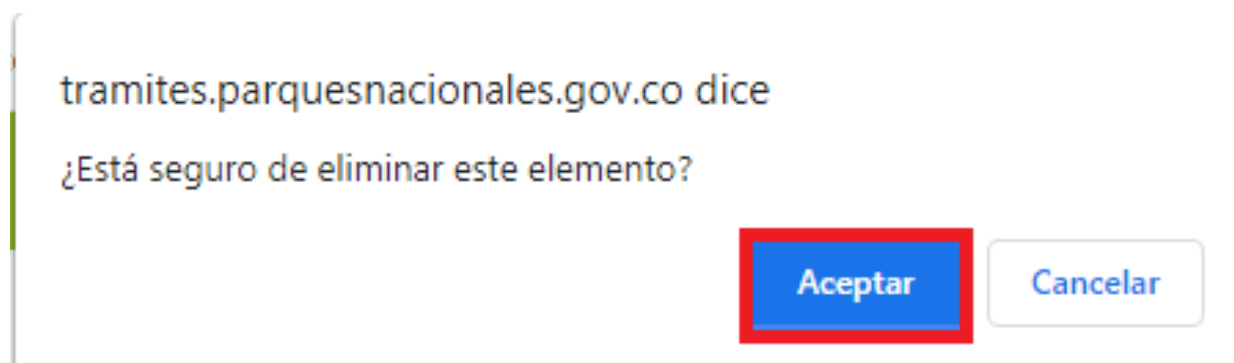 tramites.parquesnacionales.gov.co dice
¿Está seguro de eliminar este elemento?
Aceptar Cancelar